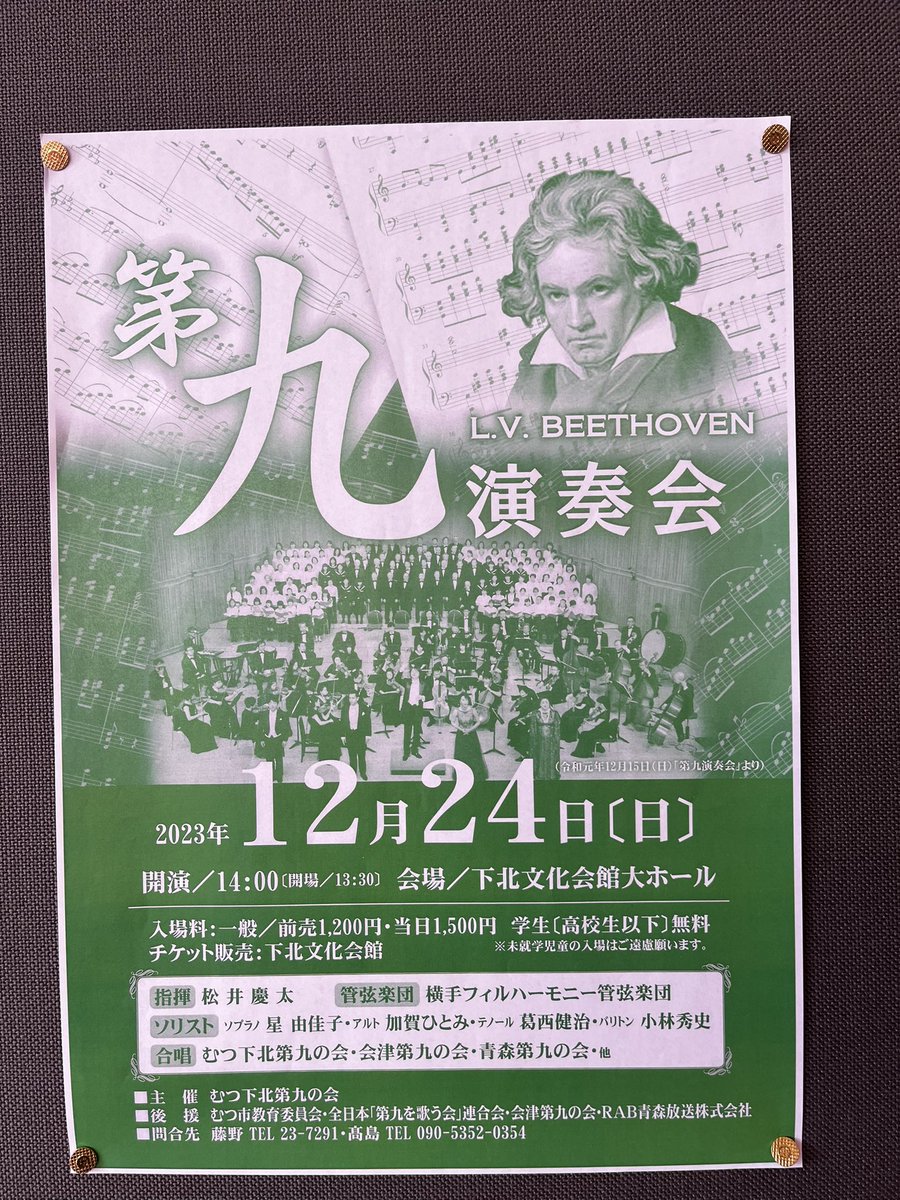 第九
L.V. BEETHOVEN
演奏会
(令和元年12月15日(日)「第九演奏会」より)
2023年 12月24日〔日〕
開演／14:00〔開場／13:30〕 会場／下北文化会館大ホール
入場料：一般／前売1,200円・当日1,500円 学生〔高校生以下〕無料
チケット販売：下北文化会館 ※未就学児童の入場はご遠慮願います。
指揮 松井慶太 管弦楽団 横手フィルハーモニー管弦楽団
ソリスト ソプラノ 星 由佳子・アルト 加賀ひとみ・テノール 葛西健治・バリトン 小林秀史
合唱 むつ下北第九の会・会津第九の会・青森第九の会・他
■主 催 むつ下北第九の会
■後 援 むつ市教育委員会・全日本「第九を歌う会」連合会・会津第九の会・RAB青森放送株式会社
■問合先 藤野 TEL 23-7291・髙島 TEL 090-5352-0354